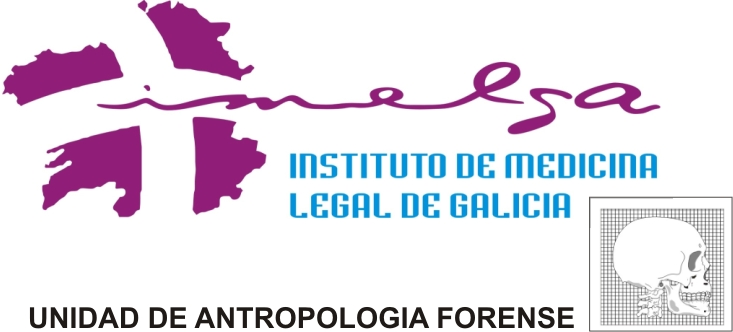 imelga
INSTITUTO DE MEDICINA
LEGAL DE GALICIA
UNIDAD DE ANTROPOLOGIA FORENSE